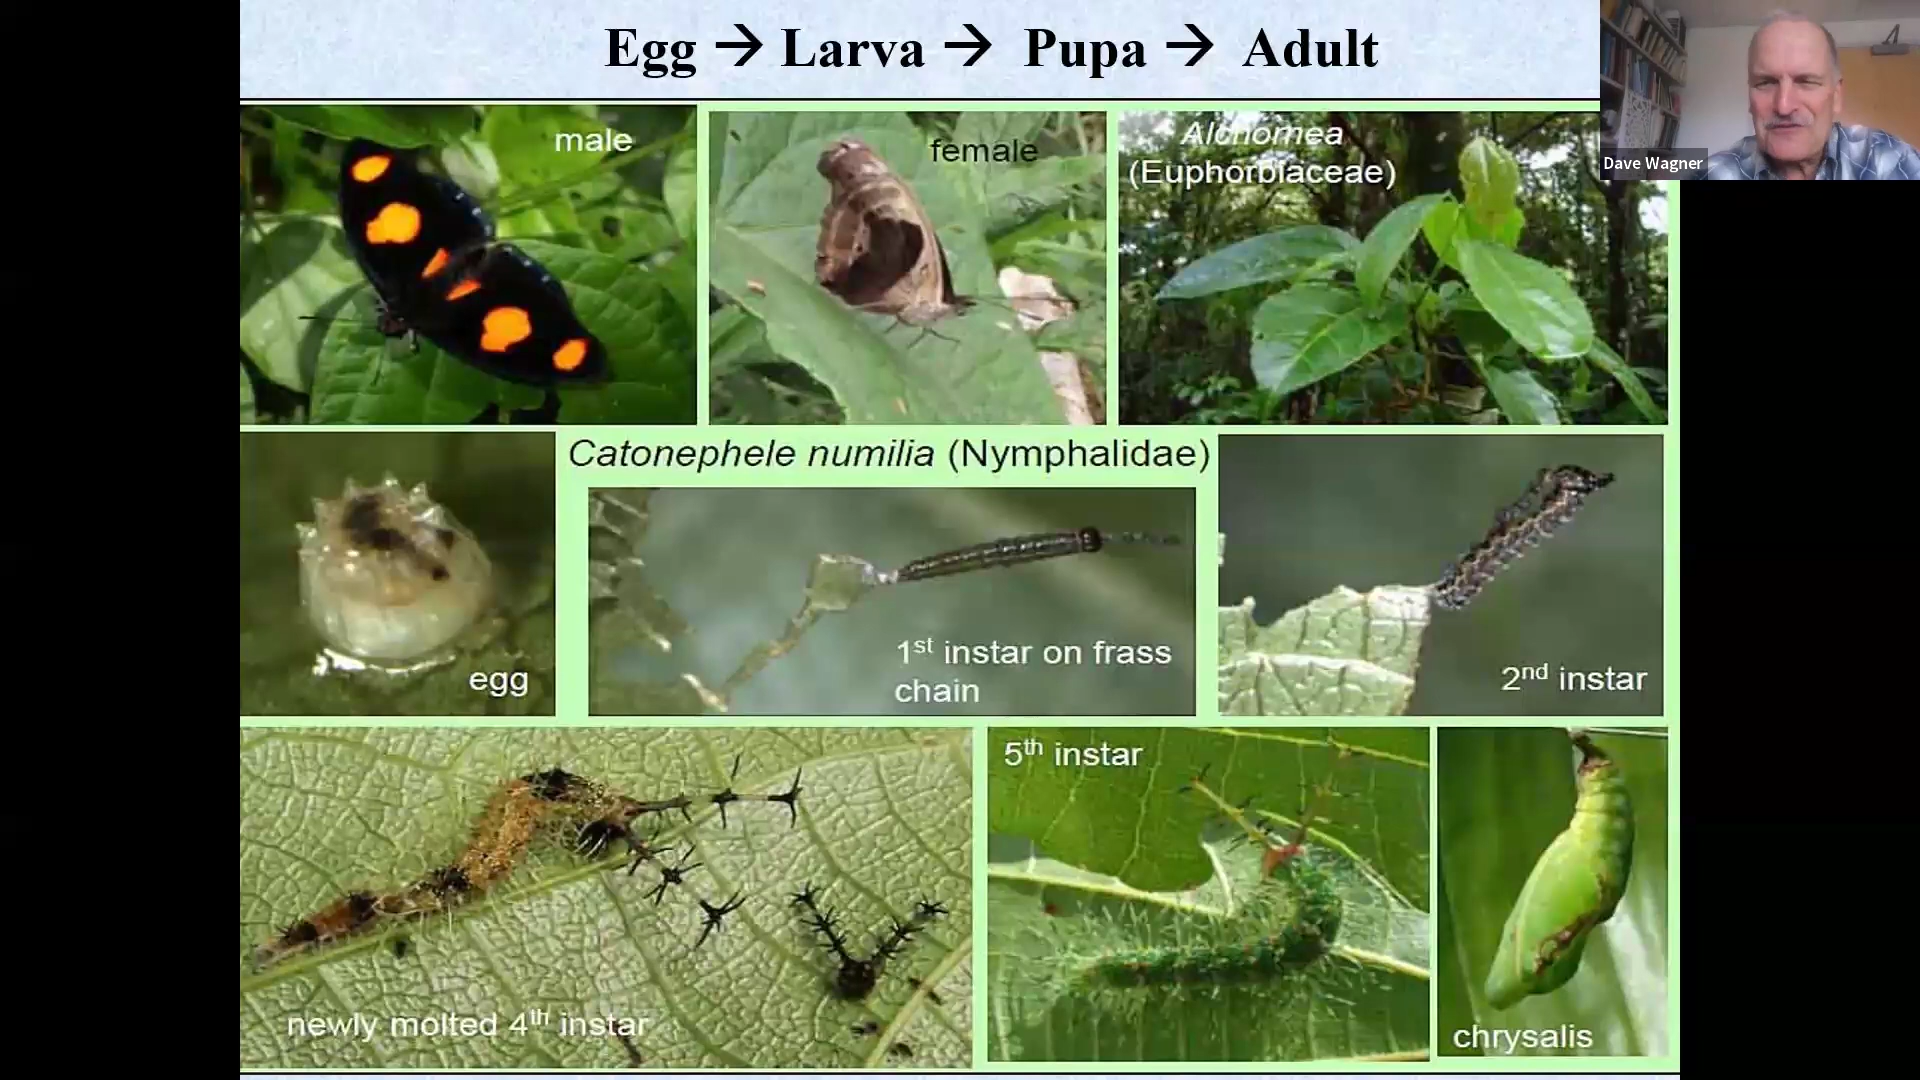 Egg → Larva → Pupa → Adult
Dave Wagner
male
female
Alchornea
(Euphorbiaceae)
Catonephele numilia (Nymphalidae)
egg
1st instar on frass
chain
2nd instar
newly molted 4th instar
5th instar
chrysalis